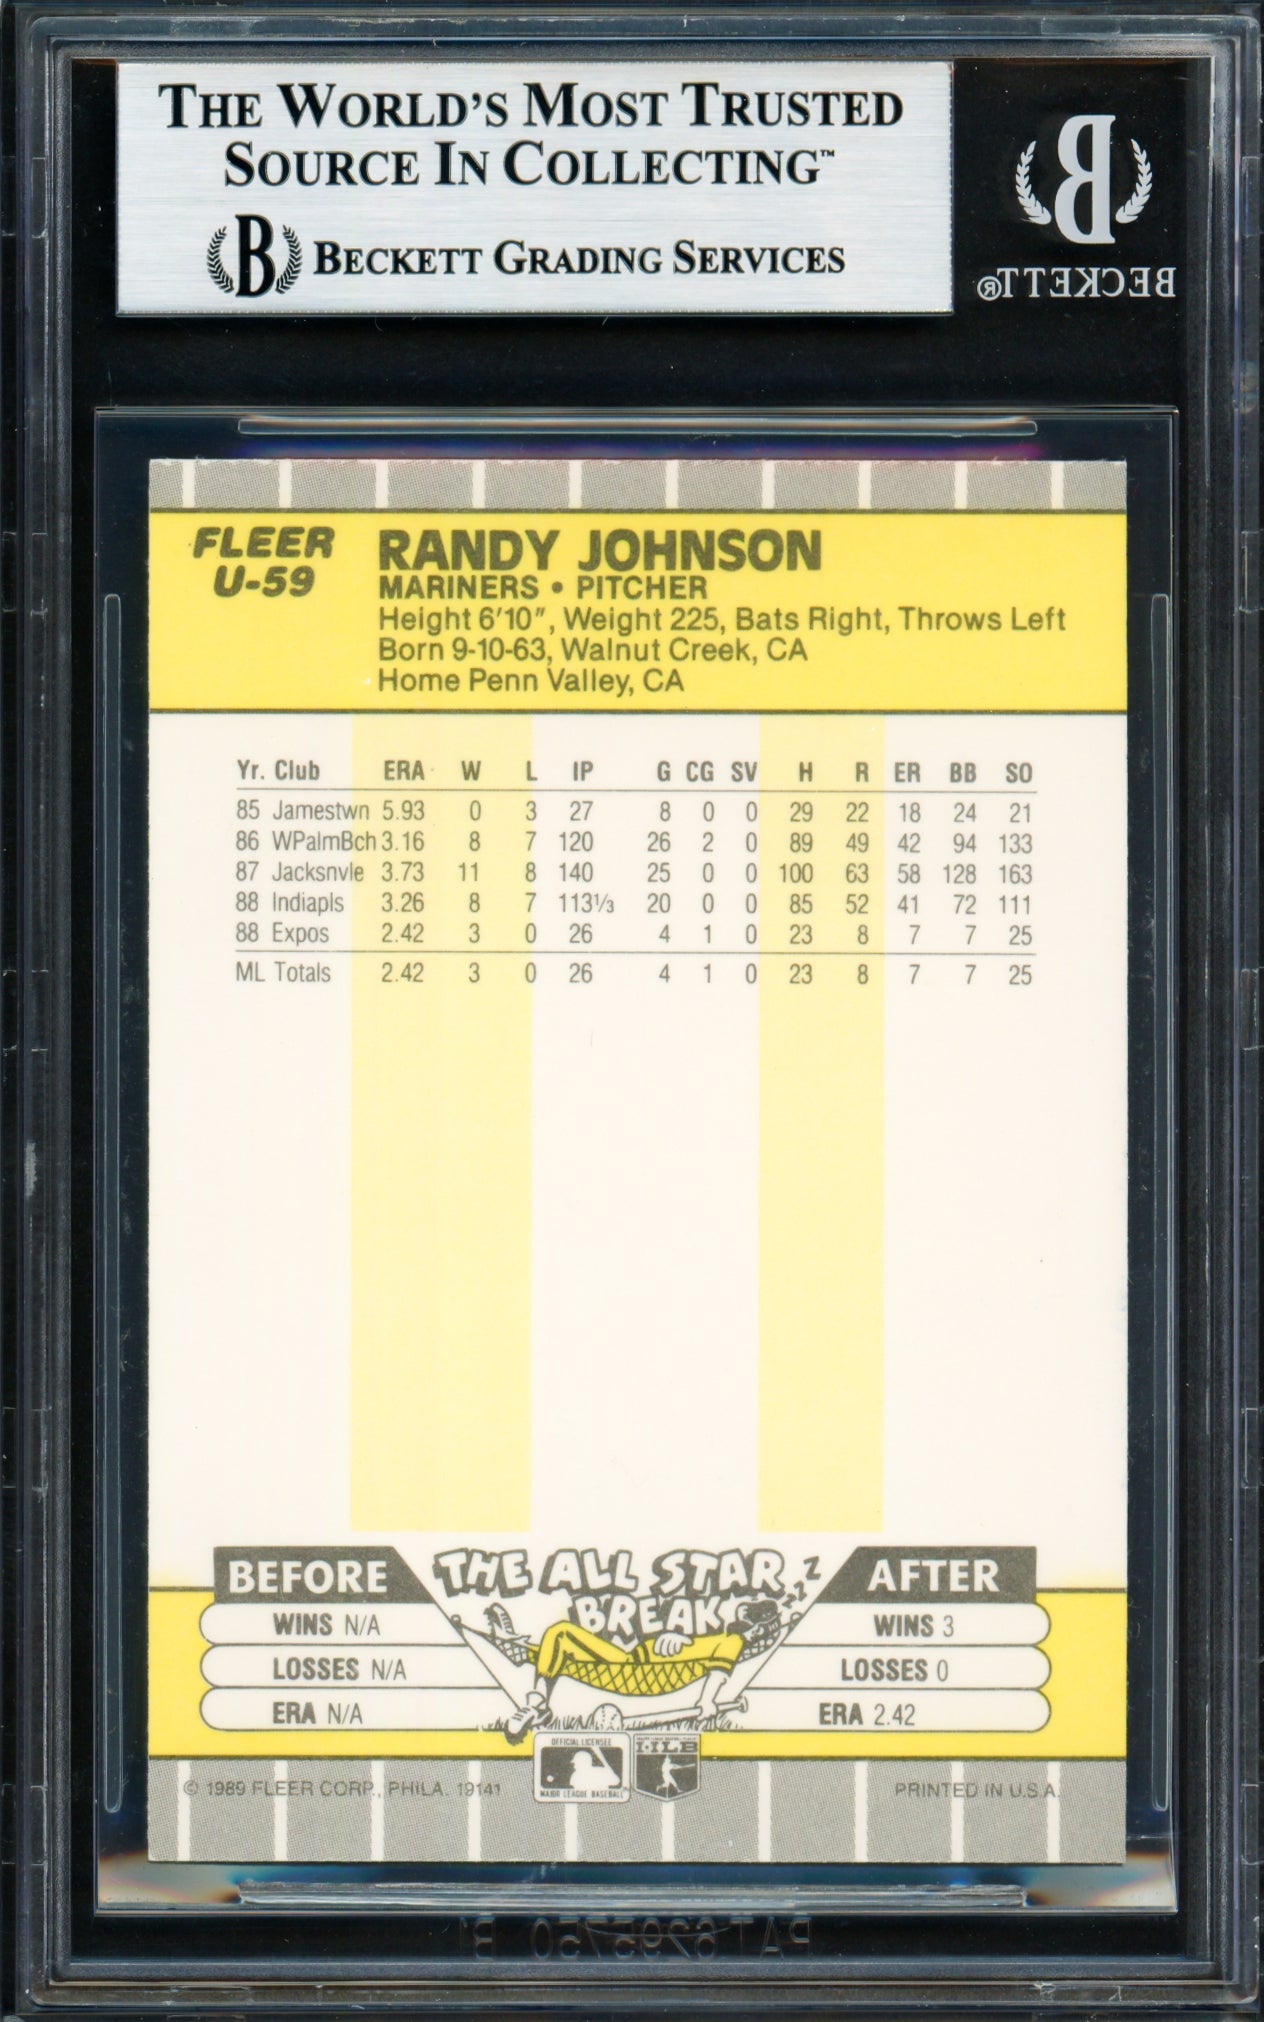 THE WORLD'S MOST TRUSTED
SOURCE IN COLLECTING™
B BECKETT GRADING SERVICES
B
BECKETT®
FLEER
U-59
RANDY JOHNSON
MARINERS • PITCHER
Height 6'10", Weight 225, Bats Right, Throws Left
Born 9-10-63, Walnut Creek, CA
Home Penn Valley, CA
Yr. Club ERA W L IP G CG SV H R ER BB SO
85 Jamestwn 5.93 0 3 27 8 0 0 29 22 18 24 21
86 WPalmBch 3.16 8 7 120 26 2 0 89 49 42 94 133
87 Jacksnvle 3.73 11 8 140 25 0 0 100 63 58 128 163
88 Indiapls 3.26 8 7 113⅓ 20 0 0 85 52 41 72 111
88 Expos 2.42 3 0 26 4 1 0 23 8 7 7 25
ML Totals 2.42 3 0 26 4 1 0 23 8 7 7 25
BEFORE
THE ALL STAR
BREAK
ZZZ
AFTER
WINS N/A
LOSSES N/A
ERA N/A
WINS 3
LOSSES 0
ERA 2.42
OFFICIAL LICENSEE
MAJOR LEAGUE BASEBALL
© 1989 FLEER CORP., PHILA. 19141
PRINTED IN U.S.A.